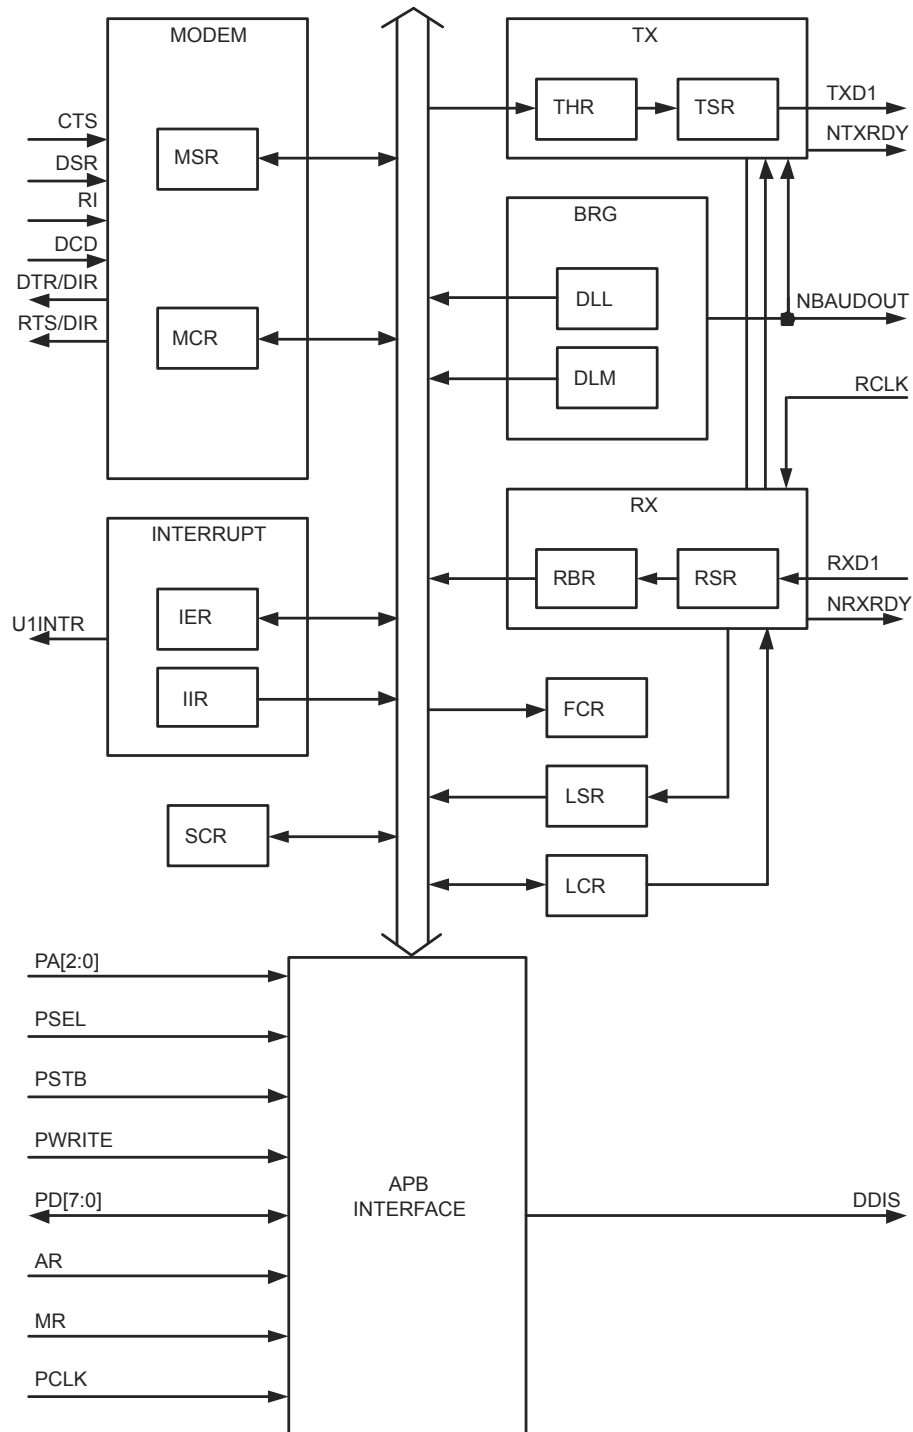 MODEM
CTS
DSR
RI
DCD
DTR/DIR
RTS/DIR
MSR
MCR
TX
THR
TSR
TXD1
NTXRDY
BRG
DLL
DLM
NBAUDOUT
RCLK
INTERRUPT
U1INTR
IER
IIR
RX
RBR
RSR
RXD1
NRXRDY
FCR
LSR
LCR
SCR
PA[2:0]
PSEL
PSTB
PWRITE
PD[7:0]
AR
MR
PCLK
APB
INTERFACE
DDIS